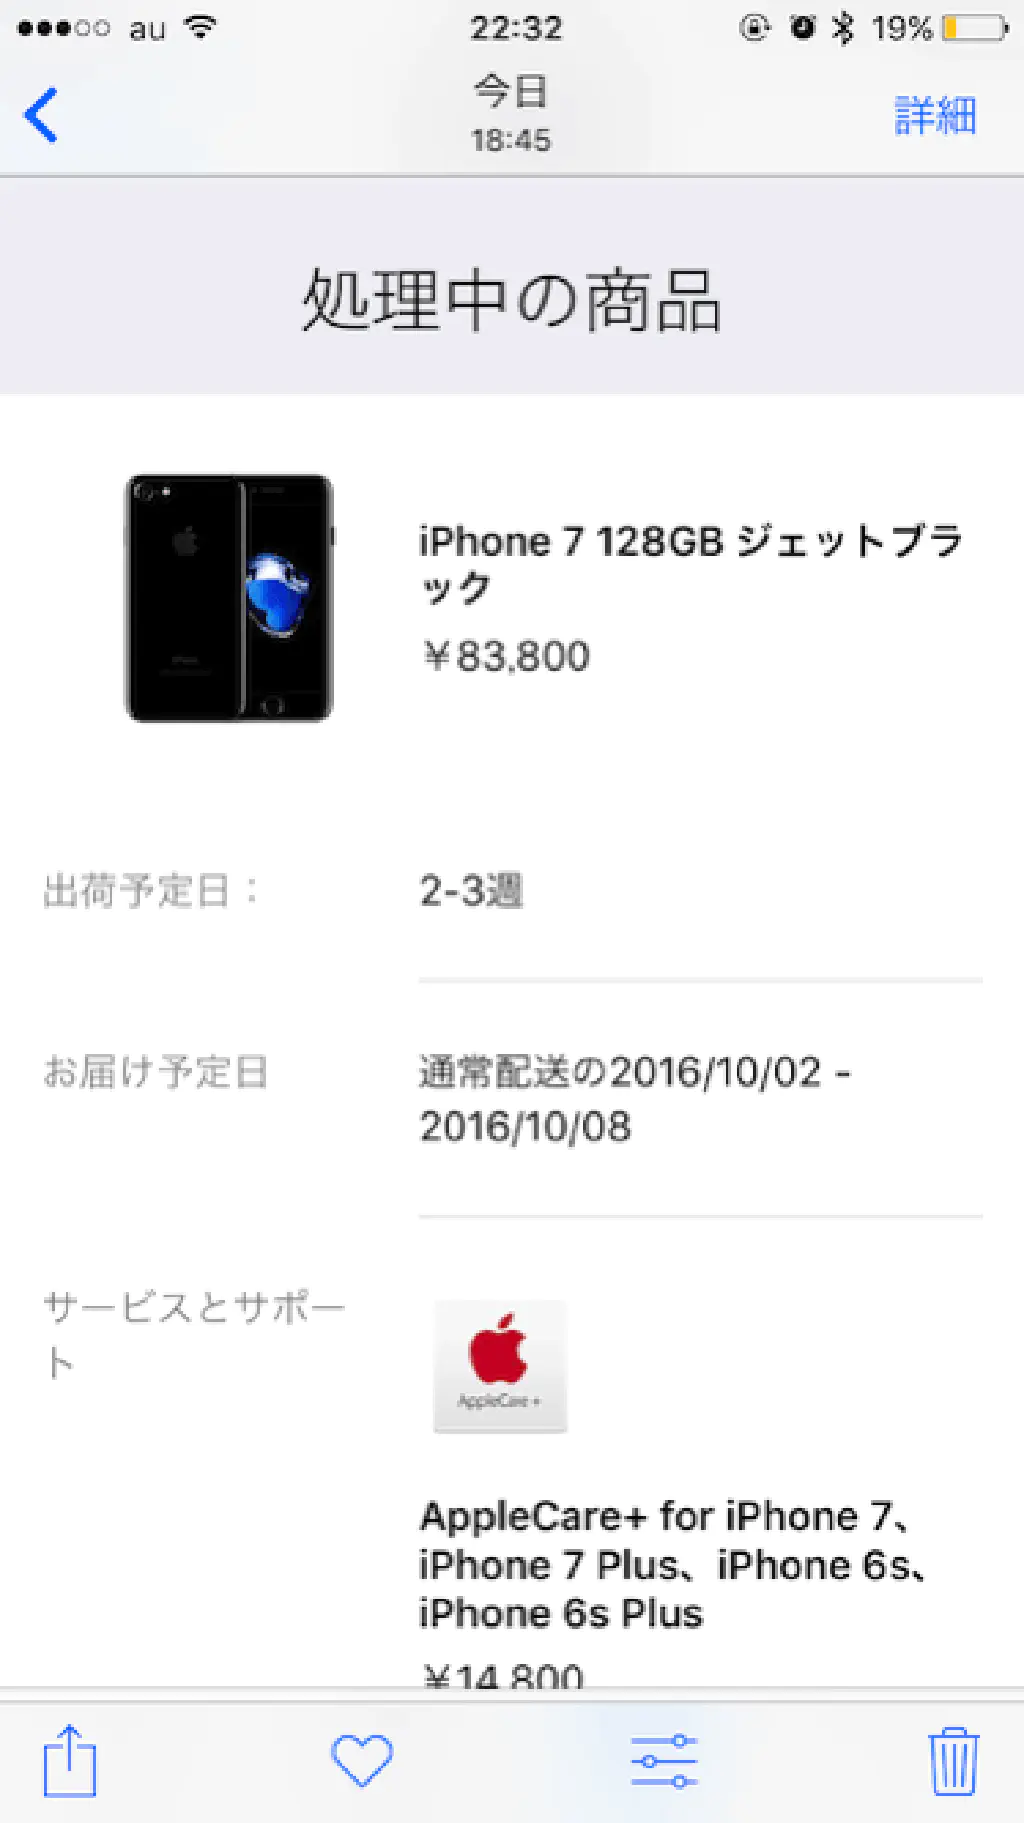 au 22:32 19%
今日
18:45
詳細
処理中の商品
iPhone 7 128GB ジェットブラ
ック
¥83,800
出荷予定日：
2-3週
お届け予定日
通常配送の2016/10/02 -
2016/10/08
サービスとサポー
ト
AppleCare+
AppleCare+ for iPhone 7、
iPhone 7 Plus、iPhone 6s、
iPhone 6s Plus
¥14,800